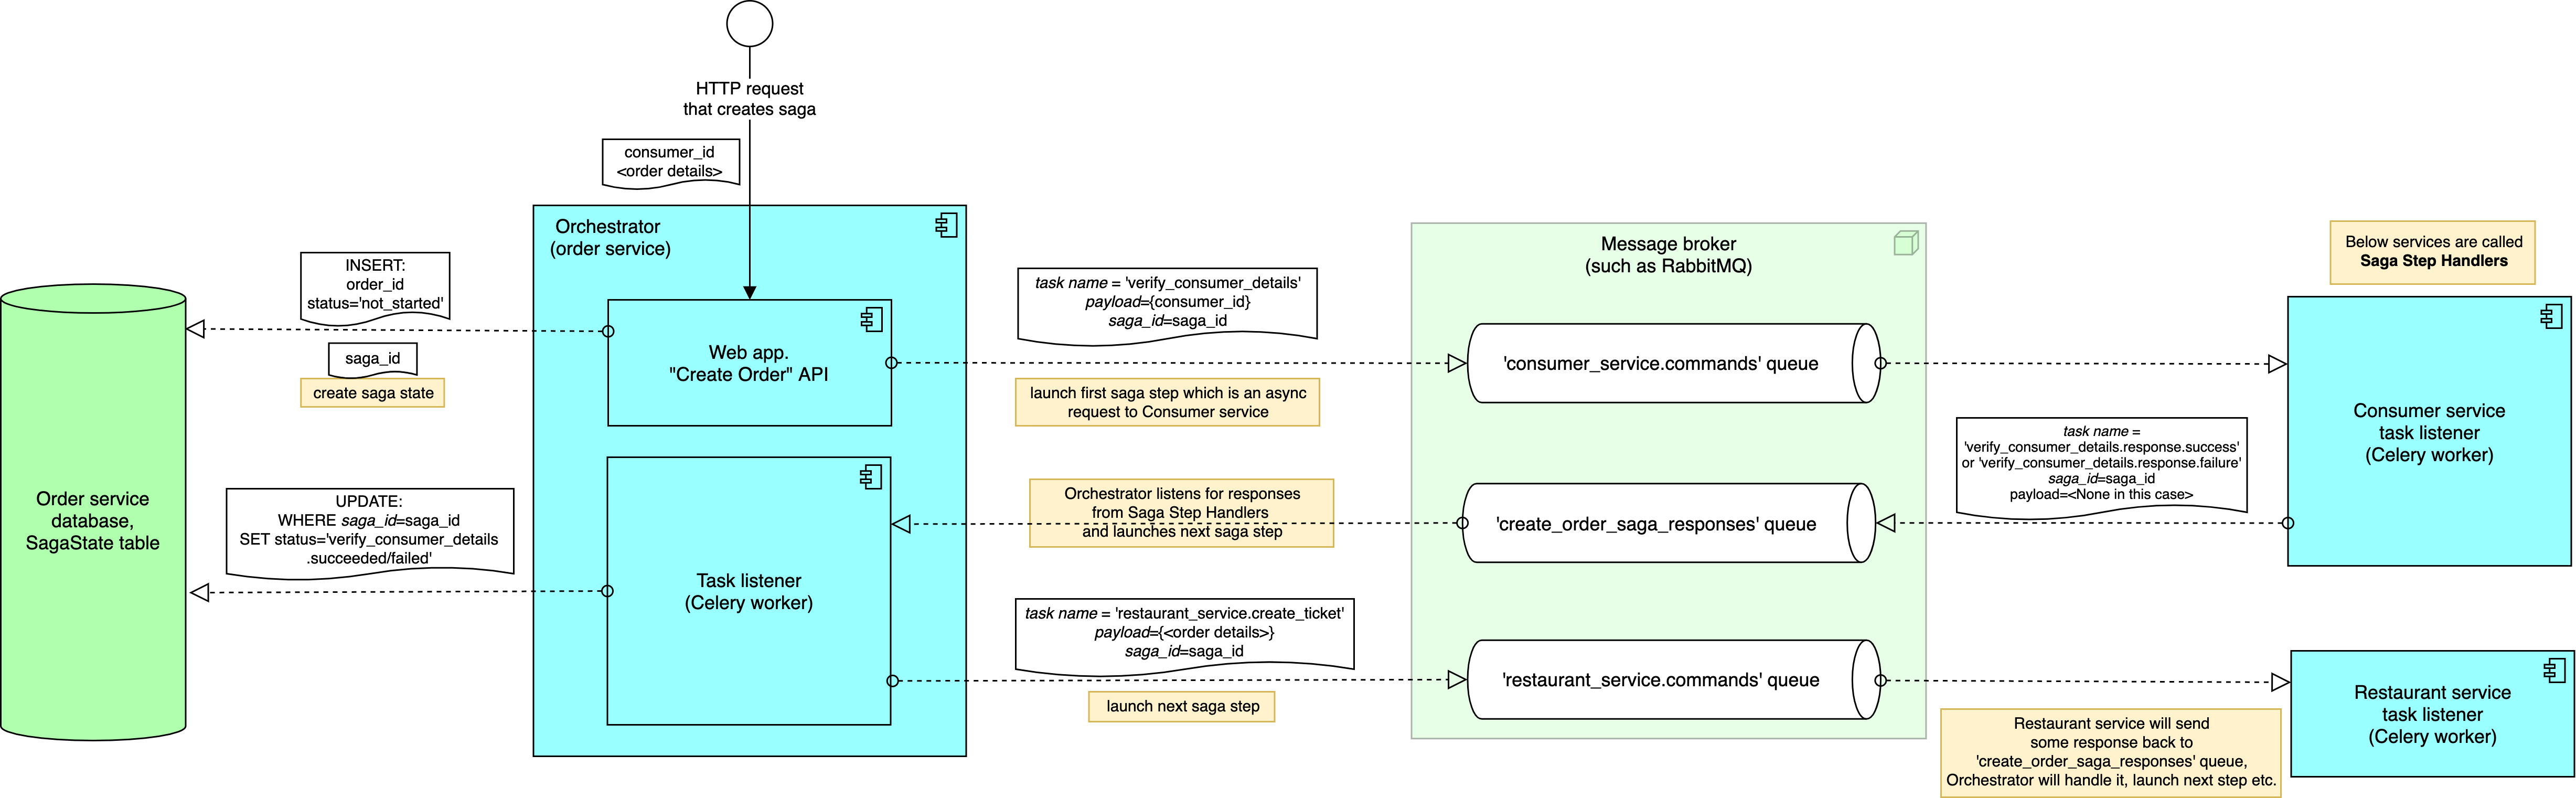 HTTP request
that creates saga
consumer_id
<order details>
Orchestrator
(order service)
INSERT:
order_id
status='not_started'
saga_id
create saga state
Web app.
"Create Order" API
task name = 'verify_consumer_details'
payload={consumer_id}
saga_id=saga_id
launch first saga step which is an async
request to Consumer service
Message broker
(such as RabbitMQ)
'consumer_service.commands' queue
Below services are called
Saga Step Handlers
Consumer service
task listener
(Celery worker)
task name =
'verify_consumer_details.response.success'
or 'verify_consumer_details.response.failure'
saga_id=saga_id
payload=<None in this case>
'create_order_saga_responses' queue
Orchestrator listens for responses
from Saga Step Handlers
and launches next saga step
Order service
database,
SagaState table
UPDATE:
WHERE saga_id=saga_id
SET status='verify_consumer_details
.succeeded/failed'
Task listener
(Celery worker)
task name = 'restaurant_service.create_ticket'
payload={<order details>}
saga_id=saga_id
launch next saga step
'restaurant_service.commands' queue
Restaurant service
task listener
(Celery worker)
Restaurant service will send
some response back to
'create_order_saga_responses' queue,
Orchestrator will handle it, launch next step etc.